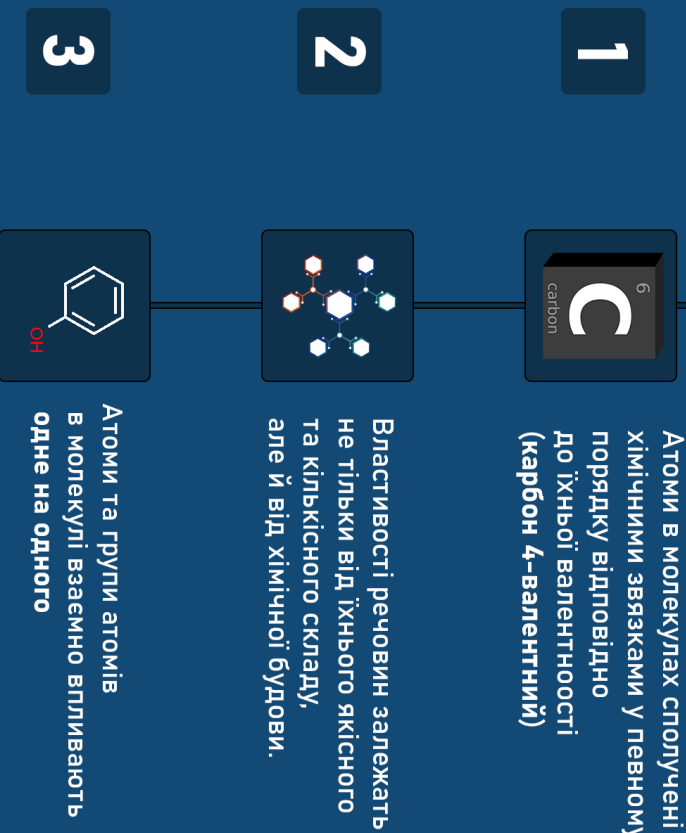 1
6
C
carbon
Атоми в молекулах сполучені
хімічними звязками у певному
порядку відповідно
до їхньої валентноості
(карбон 4-валентний)
2
Властивості речовин залежать
не тільки від їхнього якісного
та кількісного складу,
але й від хімічної будови.
3
OH
Атоми та групи атомів
в молекулі взаємно впливають
одне на одного